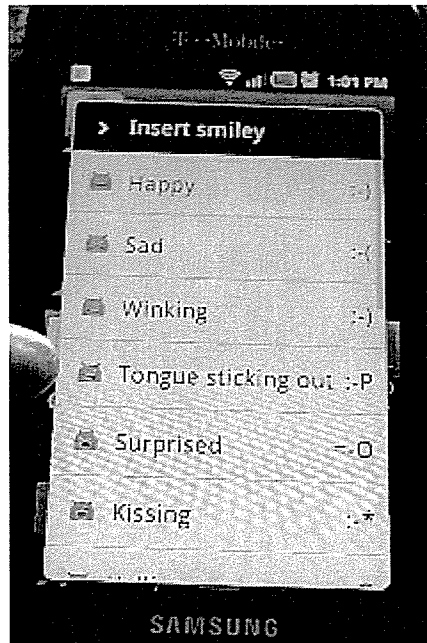 T··Mobile
1:01 PM
> Insert smiley
Happy :-)
Sad :-(
Winking ;-)
Tongue sticking out :-P
Surprised =-O
Kissing :-*
SAMSUNG